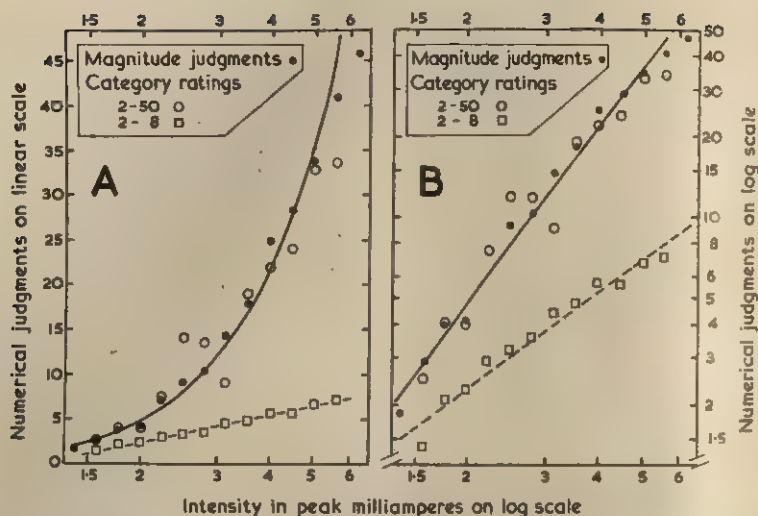 1·5 2 3 4 5 6
Magnitude judgments
Category ratings
2-50
2-8
A
Numerical judgments on linear scale
45
40
35
30
25
20
15
10
5
0
1·5 2 3 4 5 6
1·5 2 3 4 5 6
Magnitude judgments
Category ratings
2-50
2-8
B
50
40
30
20
15
10
8
6
5
4
3
2
1·5
Numerical judgments on log scale
1·5 2 3 4 5 6
Intensity in peak milliamperes on log scale